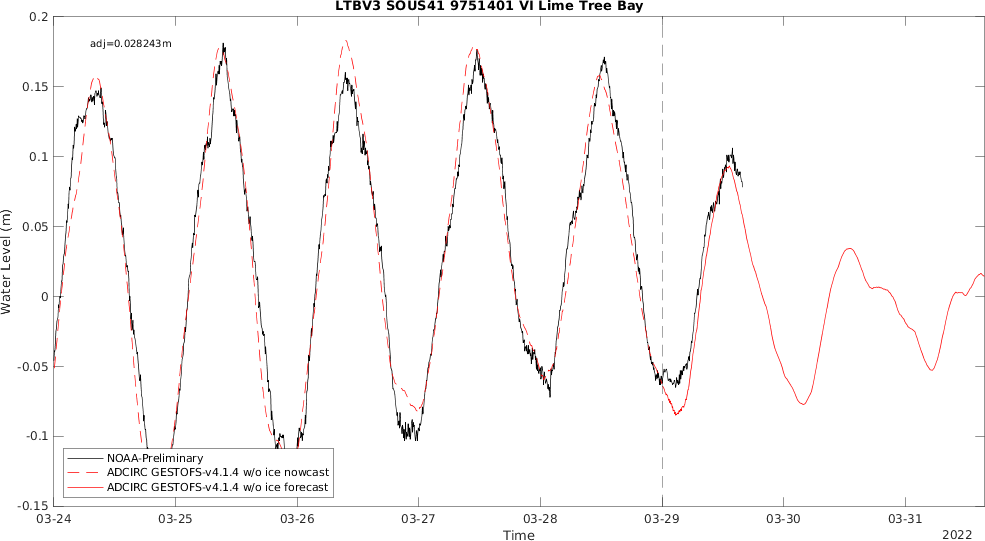 LTBV3 SOUS41 9751401 VI Lime Tree Bay
adj=0.028243m
0.2
0.15
0.1
0.05
0
-0.05
-0.1
-0.15
Water Level (m)
NOAA-Preliminary
ADCIRC GESTOFS-v4.1.4 w/o ice nowcast
ADCIRC GESTOFS-v4.1.4 w/o ice forecast
03-24 03-25 03-26 03-27 03-28 03-29 03-30 03-31
Time
2022